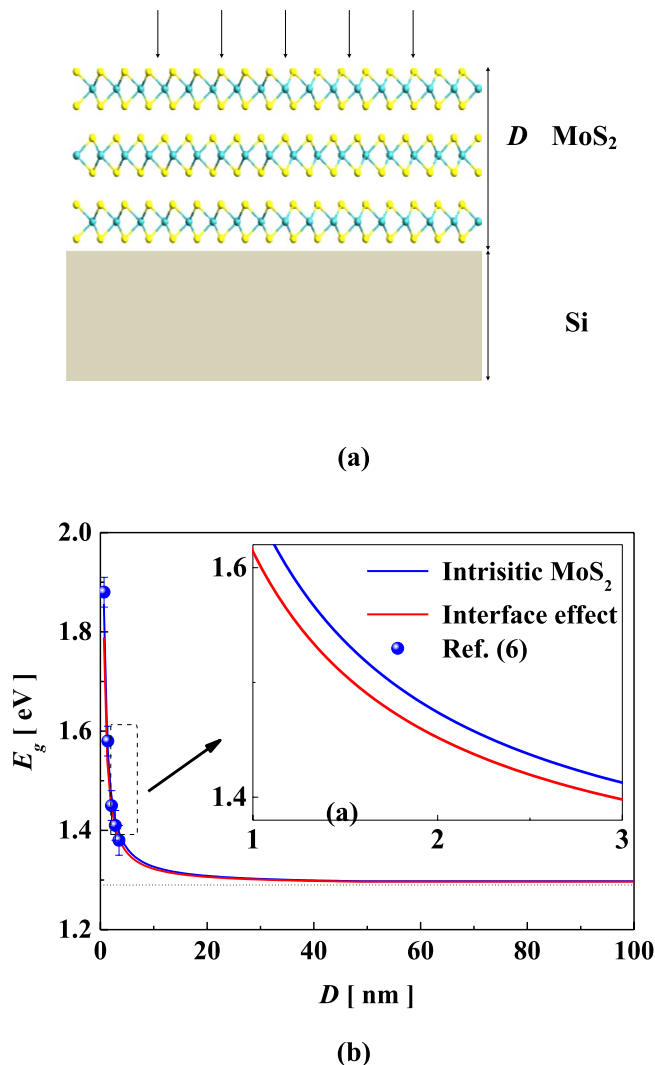 D MoS₂
Si
(a)
2.0
1.8
1.6
1.4
1.2
E_g [ eV ]
0 20 40 60 80 100
D [ nm ]
1.6
1.4
1 2 3
Intrisitic MoS₂
Interface effect
Ref. (6)
(a)
(b)